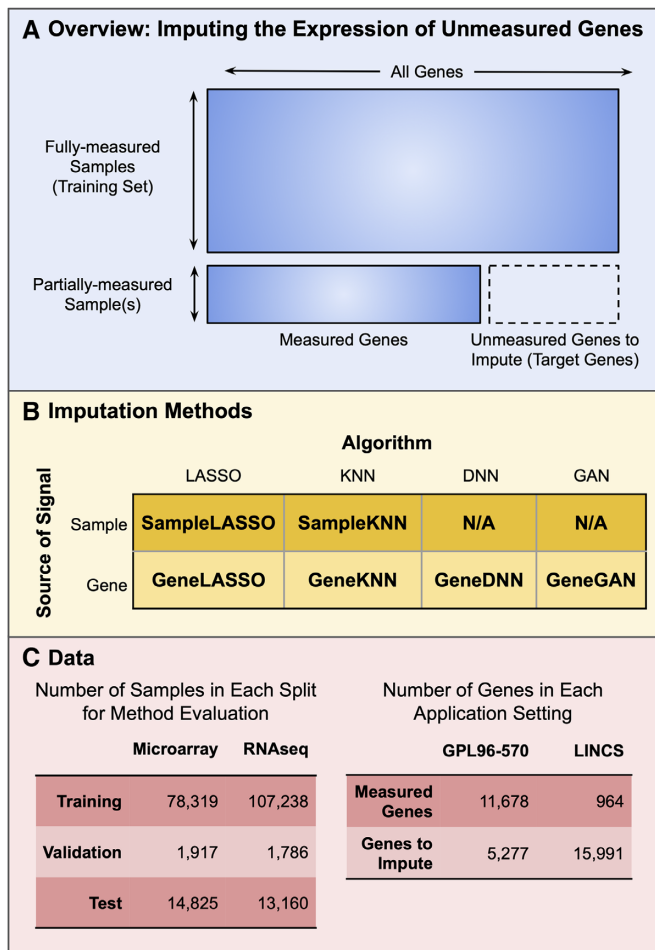 A Overview: Imputing the Expression of Unmeasured Genes
All Genes
Fully-measured
Samples
(Training Set)
Partially-measured
Sample(s)
Measured Genes
Unmeasured Genes to
Impute (Target Genes)
B Imputation Methods
Algorithm
Source of Signal
LASSO KNN DNN GAN
Sample SampleLASSO SampleKNN N/A N/A
Gene GeneLASSO GeneKNN GeneDNN GeneGAN
C Data
Number of Samples in Each Split
for Method Evaluation
Microarray RNAseq
Training 78,319 107,238
Validation 1,917 1,786
Test 14,825 13,160
Number of Genes in Each
Application Setting
GPL96-570 LINCS
Measured
Genes 11,678 964
Genes to
Impute 5,277 15,991